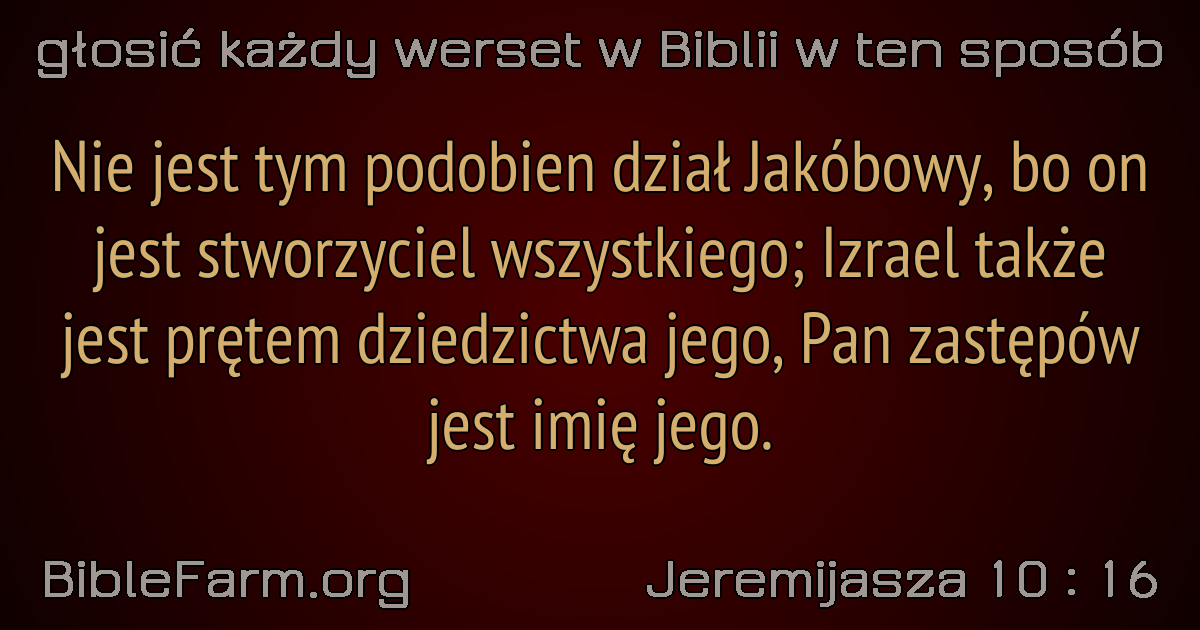 głosić każdy werset w Biblii w ten sposób
Nie jest tym podobien dział Jakóbowy, bo on
jest stworzyciel wszystkiego; Izrael także
jest prętem dziedzictwa jego, Pan zastępów
jest imię jego.
BibleFarm.org
Jeremijasza 10 : 16